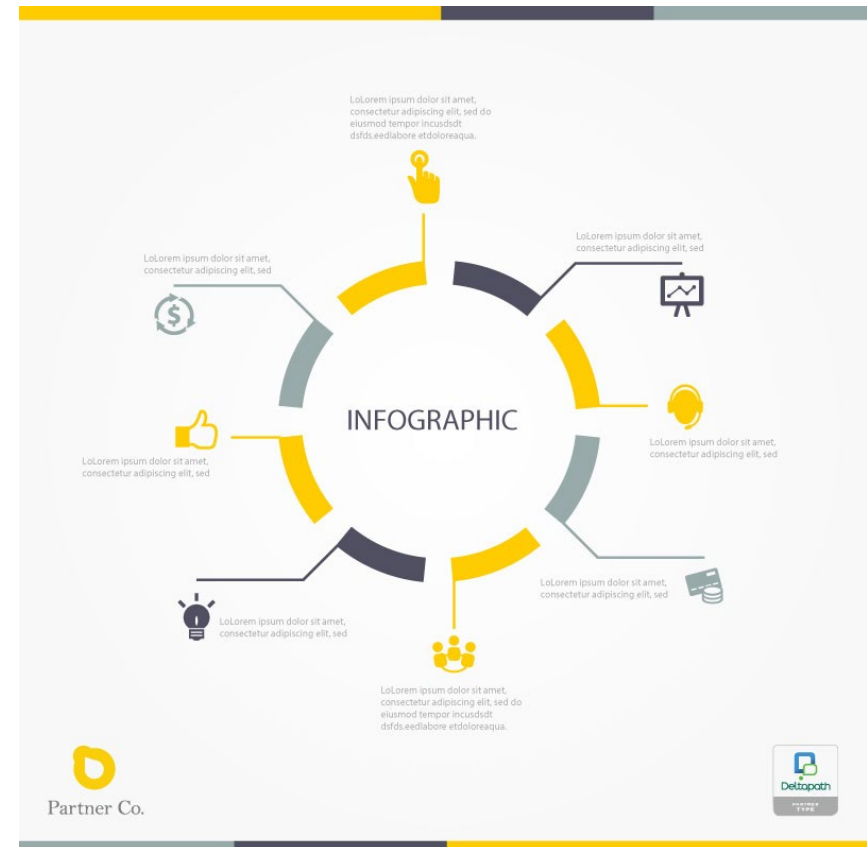 LoLorem ipsum dolor sit amet,
consectetur adipiscing elit, sed do
eiusmod tempor incusdsdt
dsfds.eedlabore etdoloreaqua.
LoLorem ipsum dolor sit amet,
consectetur adipiscing elit, sed
LoLorem ipsum dolor sit amet,
consectetur adipiscing elit, sed
INFOGRAPHIC
LoLorem ipsum dolor sit amet,
consectetur adipiscing elit, sed
LoLorem ipsum dolor sit amet,
consectetur adipiscing elit, sed
LoLorem ipsum dolor sit amet,
consectetur adipiscing elit, sed
LoLorem ipsum dolor sit amet,
consectetur adipiscing elit, sed
LoLorem ipsum dolor sit amet,
consectetur adipiscing elit, sed do
eiusmod tempor incusdsdt
dsfds.eedlabore etdoloreaqua.
Partner Co.
Deltapath
PARTNER
TYPE